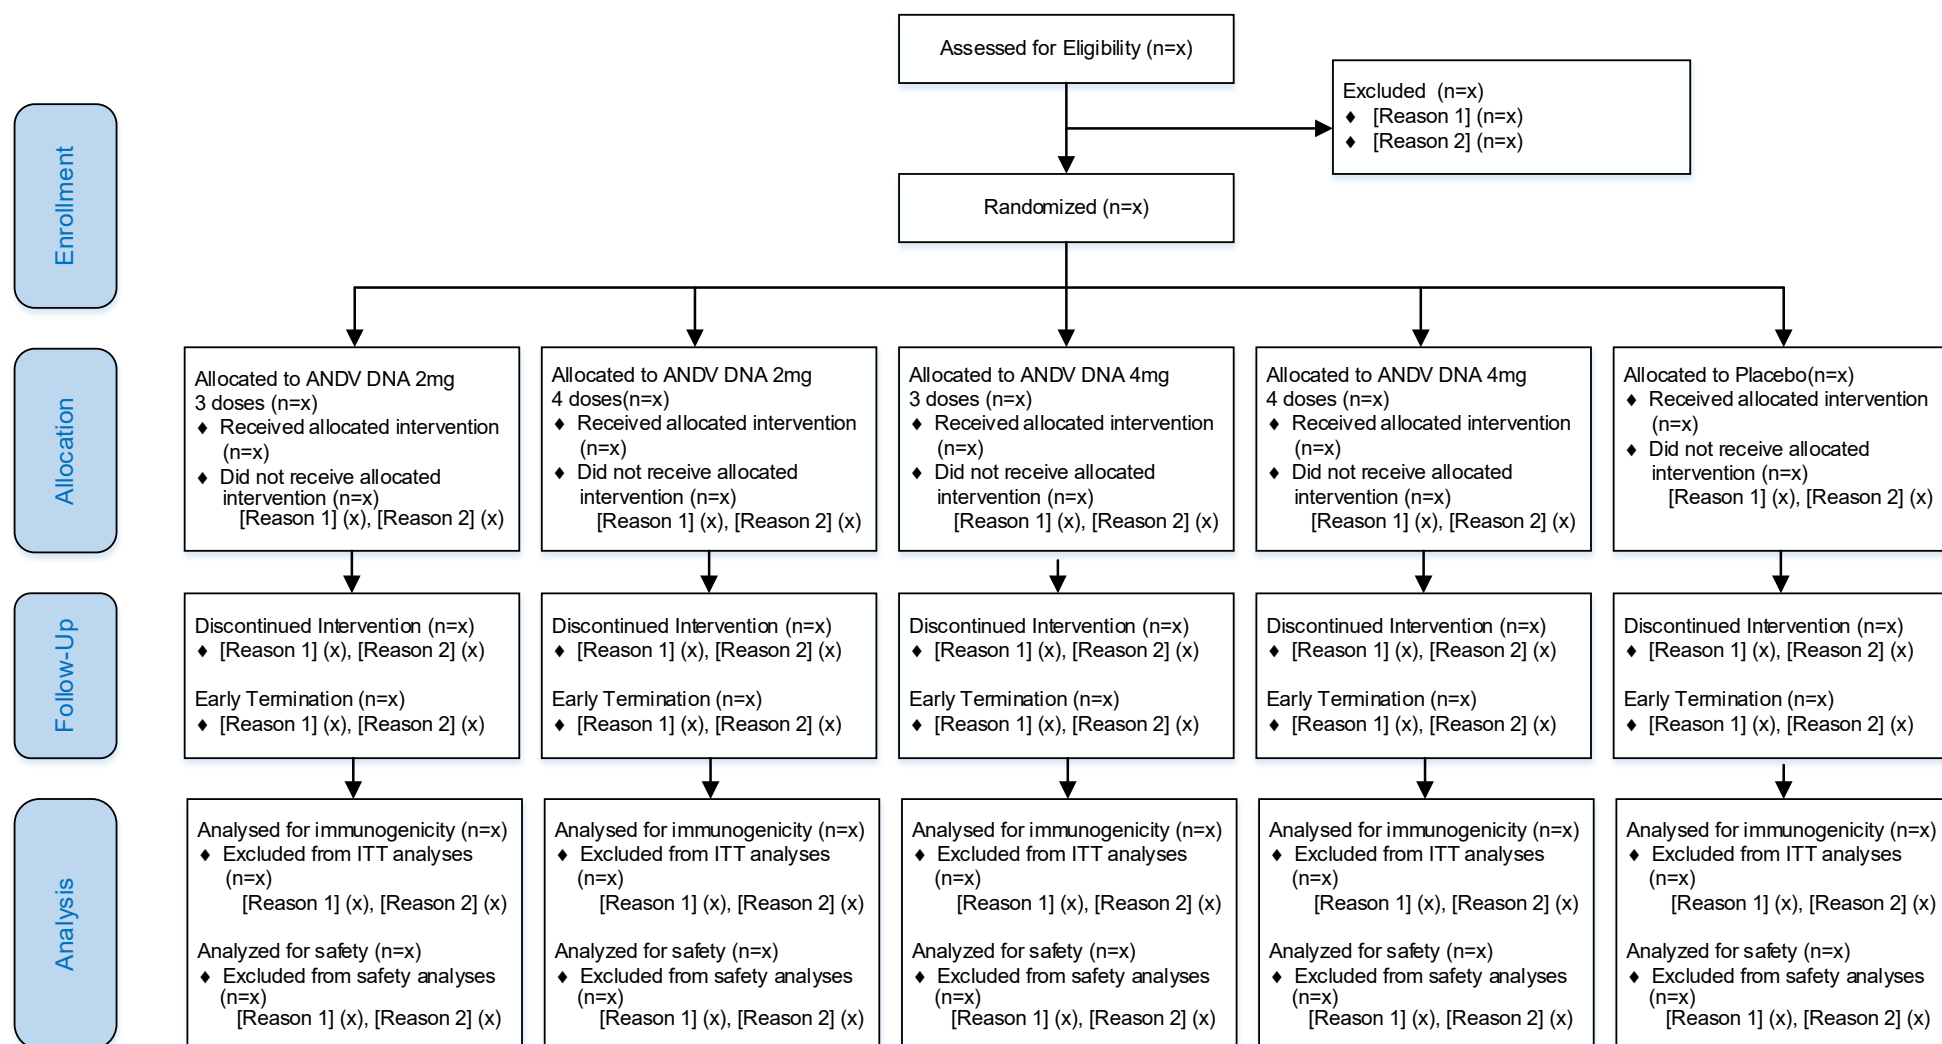 Assessed for Eligibility (n=x)
Excluded  (n=x)
♦ [Reason 1] (n=x)
♦ [Reason 2] (n=x)
Enrollment
Randomized (n=x)
Allocation
Allocated to ANDV DNA 2mg
3 doses (n=x)
♦ Received allocated intervention
(n=x)
♦ Did not receive allocated
intervention (n=x)
[Reason 1] (x), [Reason 2] (x)
Allocated to ANDV DNA 2mg
4 doses(n=x)
♦ Received allocated intervention
(n=x)
♦ Did not receive allocated
intervention (n=x)
[Reason 1] (x), [Reason 2] (x)
Allocated to ANDV DNA 4mg
3 doses (n=x)
♦ Received allocated intervention
(n=x)
♦ Did not receive allocated
intervention (n=x)
[Reason 1] (x), [Reason 2] (x)
Allocated to ANDV DNA 4mg
4 doses (n=x)
♦ Received allocated intervention
(n=x)
♦ Did not receive allocated
intervention (n=x)
[Reason 1] (x), [Reason 2] (x)
Allocated to Placebo(n=x)
♦ Received allocated intervention
(n=x)
♦ Did not receive allocated
intervention (n=x)
[Reason 1] (x), [Reason 2] (x)
Follow-Up
Discontinued Intervention (n=x)
♦ [Reason 1] (x), [Reason 2] (x)
Early Termination (n=x)
♦ [Reason 1] (x), [Reason 2] (x)
Discontinued Intervention (n=x)
♦ [Reason 1] (x), [Reason 2] (x)
Early Termination (n=x)
♦ [Reason 1] (x), [Reason 2] (x)
Discontinued Intervention (n=x)
♦ [Reason 1] (x), [Reason 2] (x)
Early Termination (n=x)
♦ [Reason 1] (x), [Reason 2] (x)
Discontinued Intervention (n=x)
♦ [Reason 1] (x), [Reason 2] (x)
Early Termination (n=x)
♦ [Reason 1] (x), [Reason 2] (x)
Discontinued Intervention (n=x)
♦ [Reason 1] (x), [Reason 2] (x)
Early Termination (n=x)
♦ [Reason 1] (x), [Reason 2] (x)
Analysis
Analysed for immunogenicity (n=x)
♦ Excluded from ITT analyses
(n=x)
[Reason 1] (x), [Reason 2] (x)
Analyzed for safety (n=x)
♦ Excluded from safety analyses
(n=x)
[Reason 1] (x), [Reason 2] (x)
Analysed for immunogenicity (n=x)
♦ Excluded from ITT analyses
(n=x)
[Reason 1] (x), [Reason 2] (x)
Analyzed for safety (n=x)
♦ Excluded from safety analyses
(n=x)
[Reason 1] (x), [Reason 2] (x)
Analysed for immunogenicity (n=x)
♦ Excluded from ITT analyses
(n=x)
[Reason 1] (x), [Reason 2] (x)
Analyzed for safety (n=x)
♦ Excluded from safety analyses
(n=x)
[Reason 1] (x), [Reason 2] (x)
Analysed for immunogenicity (n=x)
♦ Excluded from ITT analyses
(n=x)
[Reason 1] (x), [Reason 2] (x)
Analyzed for safety (n=x)
♦ Excluded from safety analyses
(n=x)
[Reason 1] (x), [Reason 2] (x)
Analysed for immunogenicity (n=x)
♦ Excluded from ITT analyses
(n=x)
[Reason 1] (x), [Reason 2] (x)
Analyzed for safety (n=x)
♦ Excluded from safety analyses
(n=x)
[Reason 1] (x), [Reason 2] (x)